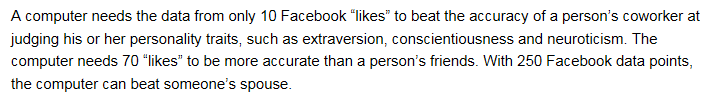 A computer needs the data from only 10 Facebook “likes” to beat the accuracy of a person’s coworker at
judging his or her personality traits, such as extraversion, conscientiousness and neuroticism. The
computer needs 70 “likes” to be more accurate than a person’s friends. With 250 Facebook data points,
the computer can beat someone’s spouse.